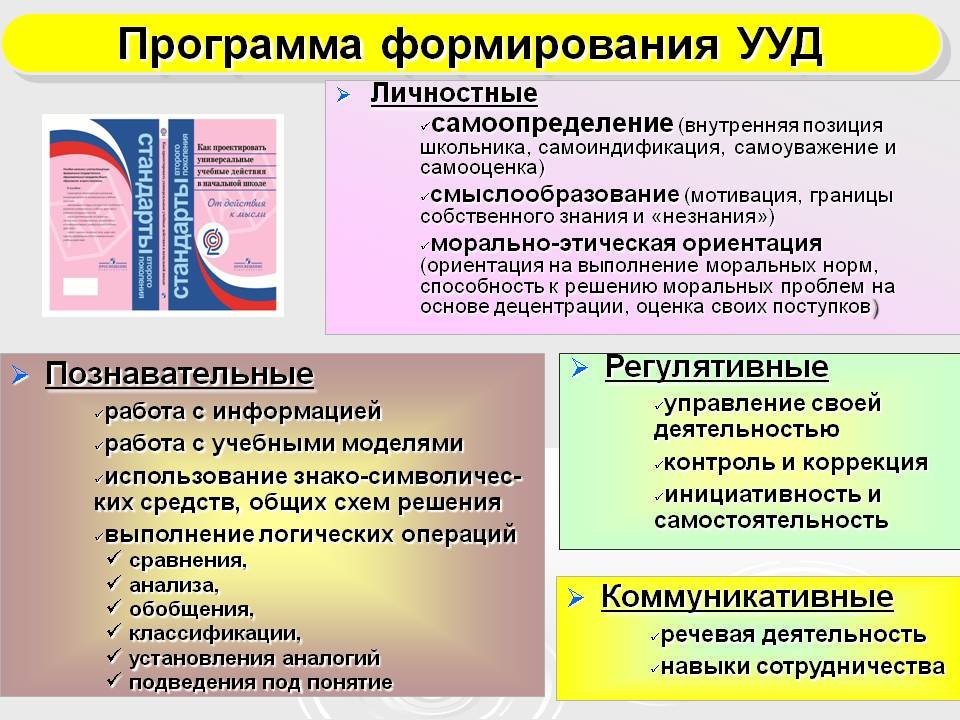 Программа формирования УУД
Личностные
самоопределение (внутренняя позиция
школьника, самоиндификация, самоуважение и
самооценка)
смыслообразование (мотивация, границы
собственного знания и «незнания»)
морально-этическая ориентация
(ориентация на выполнение моральных норм,
способность к решению моральных проблем на
основе децентрации, оценка своих поступков)
стандарты
второго
поколения
стандарты
второго
поколения
Как проектировать
универсальные
учебные действия
в начальной школе
От действия
к мысли
ПРОСВЕЩЕНИЕ
Познавательные
работа с информацией
работа с учебными моделями
использование знако-символичес-
ких средств, общих схем решения
выполнение логических операций
сравнения,
анализа,
обобщения,
классификации,
установления аналогий
подведения под понятие
Регулятивные
управление своей
деятельностью
контроль и коррекция
инициативность и
самостоятельность
Коммуникативные
речевая деятельность
навыки сотрудничества